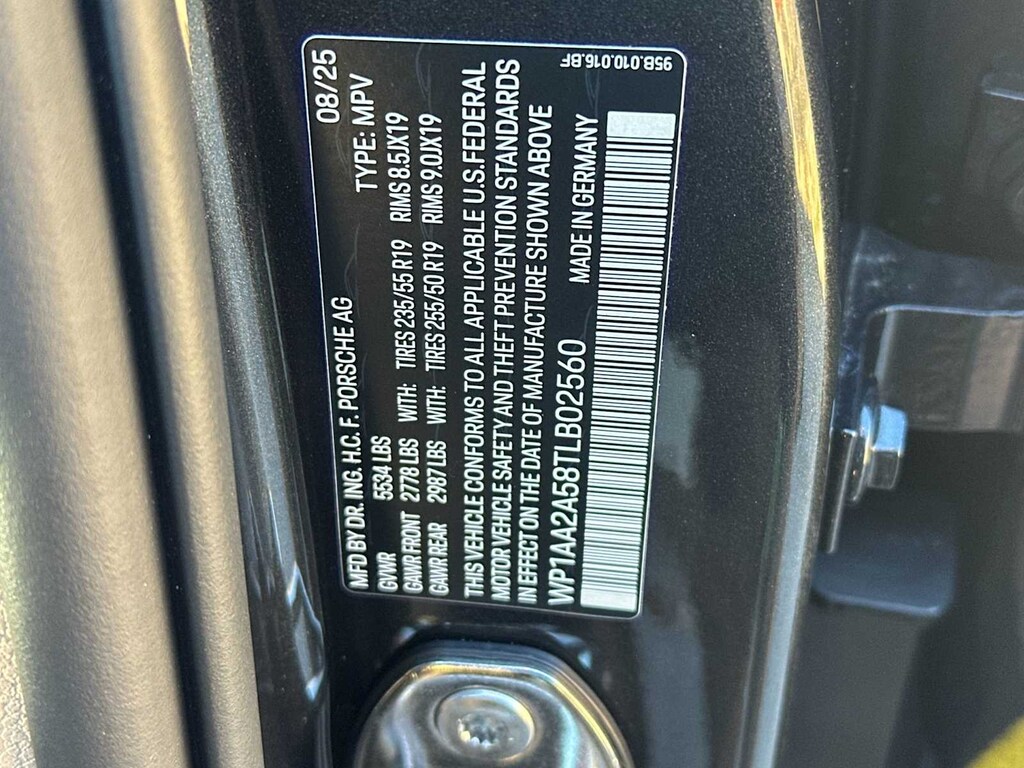 MFD BY DR. ING. H.C. F. PORSCHE AG 08/25
GVWR 5534 LBS TYPE: MPV
GAWR FRONT 2778 LBS WITH: TIRES 235/55 R19 RIMS 8.5JX19
GAWR REAR 2987 LBS WITH: TIRES 255/50 R19 RIMS 9.0JX19
THIS VEHICLE CONFORMS TO ALL APPLICABLE U.S.FEDERAL
MOTOR VEHICLE SAFETY AND THEFT PREVENTION STANDARDS
IN EFFECT ON THE DATE OF MANUFACTURE SHOWN ABOVE
WP1AA2A58TLB02560 MADE IN GERMANY
95B.010.016.BF